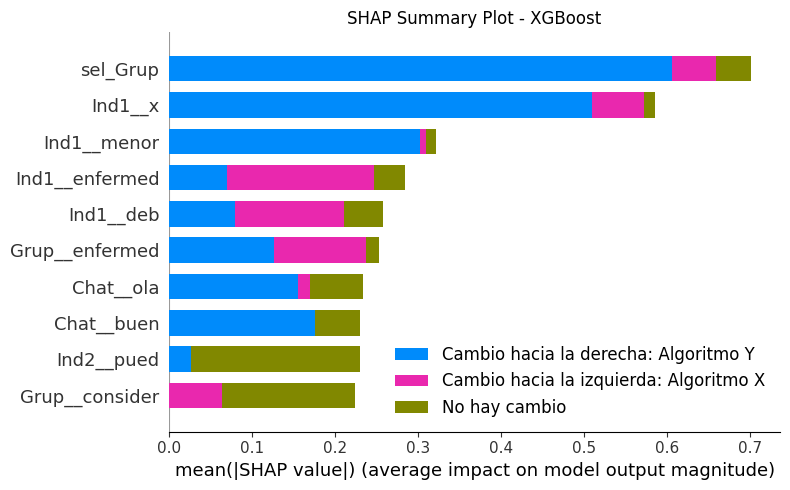 SHAP Summary Plot - XGBoost
sel_Grup
Ind1__x
Ind1__menor
Ind1__enfermed
Ind1__deb
Grup__enfermed
Chat__ola
Chat__buen
Ind2__pued
Grup__consider
Cambio hacia la derecha: Algoritmo Y
Cambio hacia la izquierda: Algoritmo X
No hay cambio
0.0 0.1 0.2 0.3 0.4 0.5 0.6 0.7
mean(|SHAP value|) (average impact on model output magnitude)